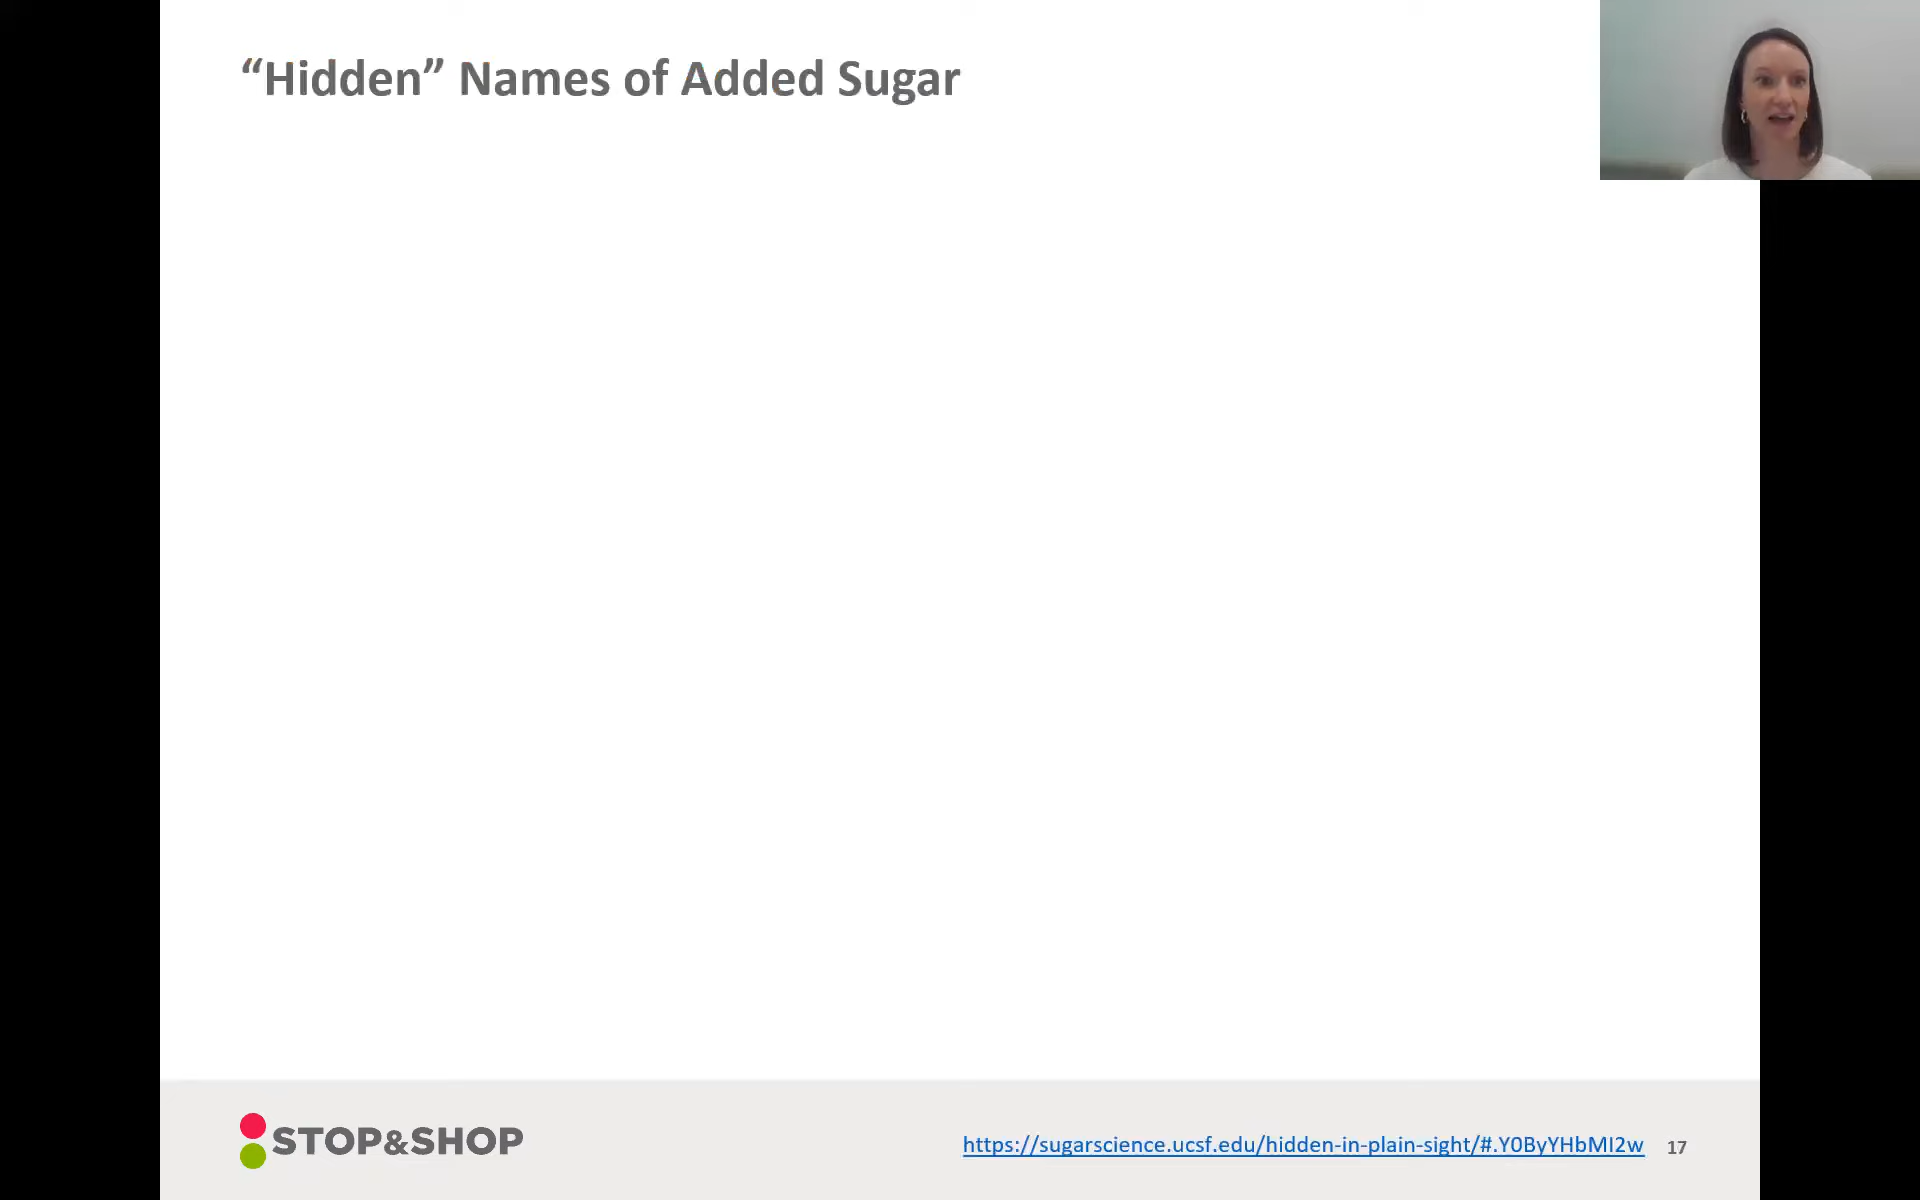 “Hidden” Names of Added Sugar
STOP&SHOP
https://sugarscience.ucsf.edu/hidden-in-plain-sight/#.Y0ByYHbMI2w
17